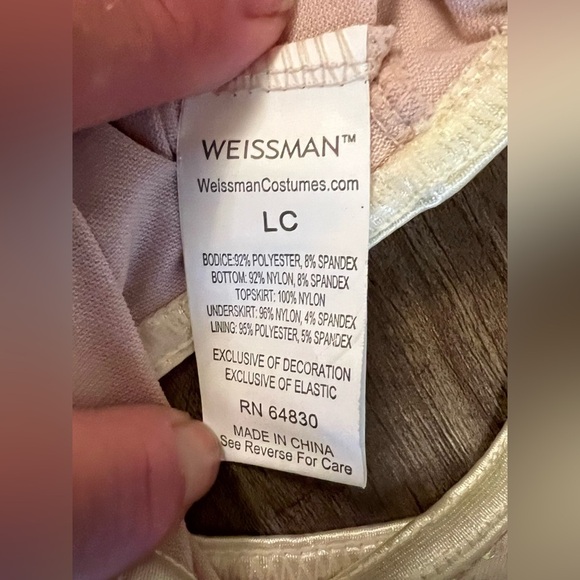 WEISSMAN™
WeissmanCostumes.com
LC
BODICE:92% POLYESTER, 8% SPANDEX
BOTTOM: 92% NYLON, 8% SPANDEX
TOPSKIRT: 100% NYLON
UNDERSKIRT: 96% NYLON, 4% SPANDEX
LINING: 95% POLYESTER, 5% SPANDEX
EXCLUSIVE OF DECORATION
EXCLUSIVE OF ELASTIC
RN 64830
MADE IN CHINA
See Reverse For Care